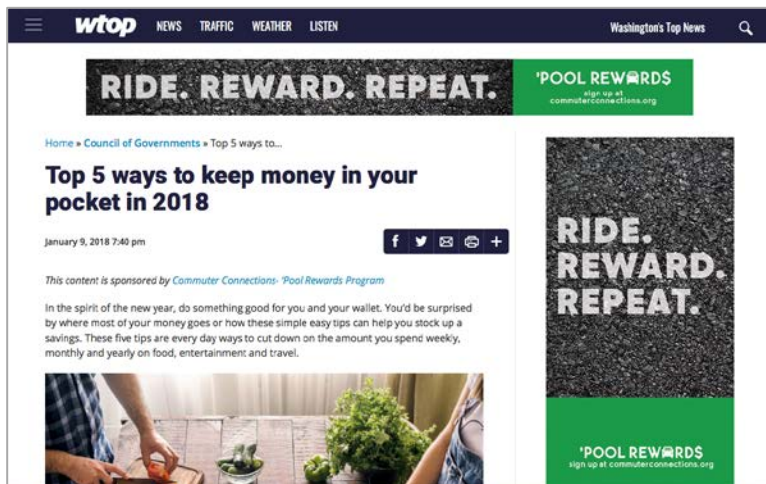 wtop NEWS TRAFFIC WEATHER LISTEN Washington's Top News
RIDE. REWARD. REPEAT.
'POOL REWARD$
sign up at
commuterconnections.org
Home » Council of Governments » Top 5 ways to...
Top 5 ways to keep money in your
pocket in 2018
January 9, 2018 7:40 pm
This content is sponsored by Commuter Connections- 'Pool Rewards Program
In the spirit of the new year, do something good for you and your wallet. You'd be surprised
by where most of your money goes or how these simple easy tips can help you stock up a
savings. These five tips are every day ways to cut down on the amount you spend weekly,
monthly and yearly on food, entertainment and travel.
RIDE.
REWARD.
REPEAT.
'POOL REWARD$
sign up at commuterconnections.org